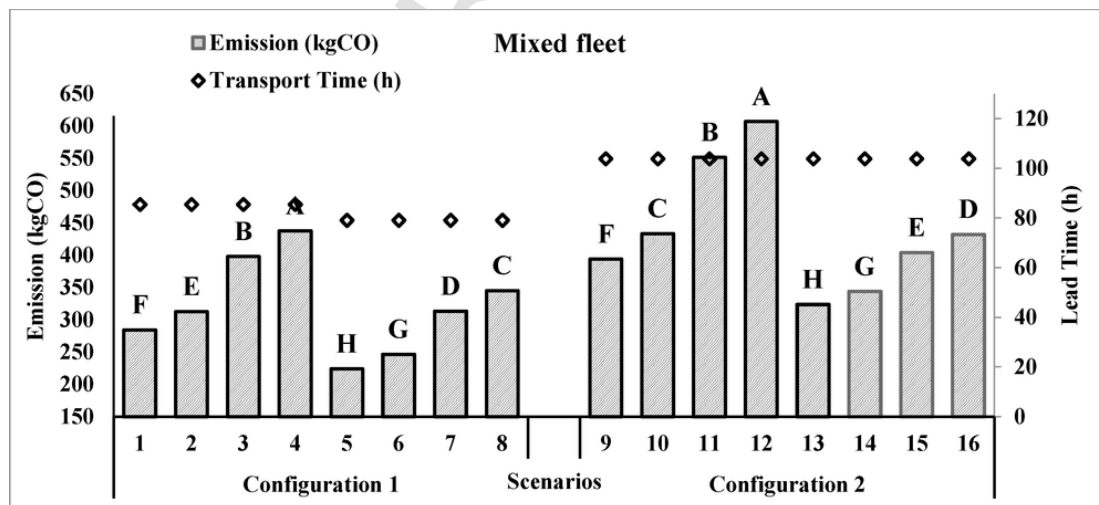 Mixed fleet
Emission (kgCO)
Transport Time (h)
Emission (kgCO)
650
600
550
500
450
400
350
300
250
200
150
F E B A H G D C
F C B A H G E D
120
100
80
60
40
20
0
Lead Time (h)
1 2 3 4 5 6 7 8 9 10 11 12 13 14 15 16
Configuration 1 Scenarios Configuration 2